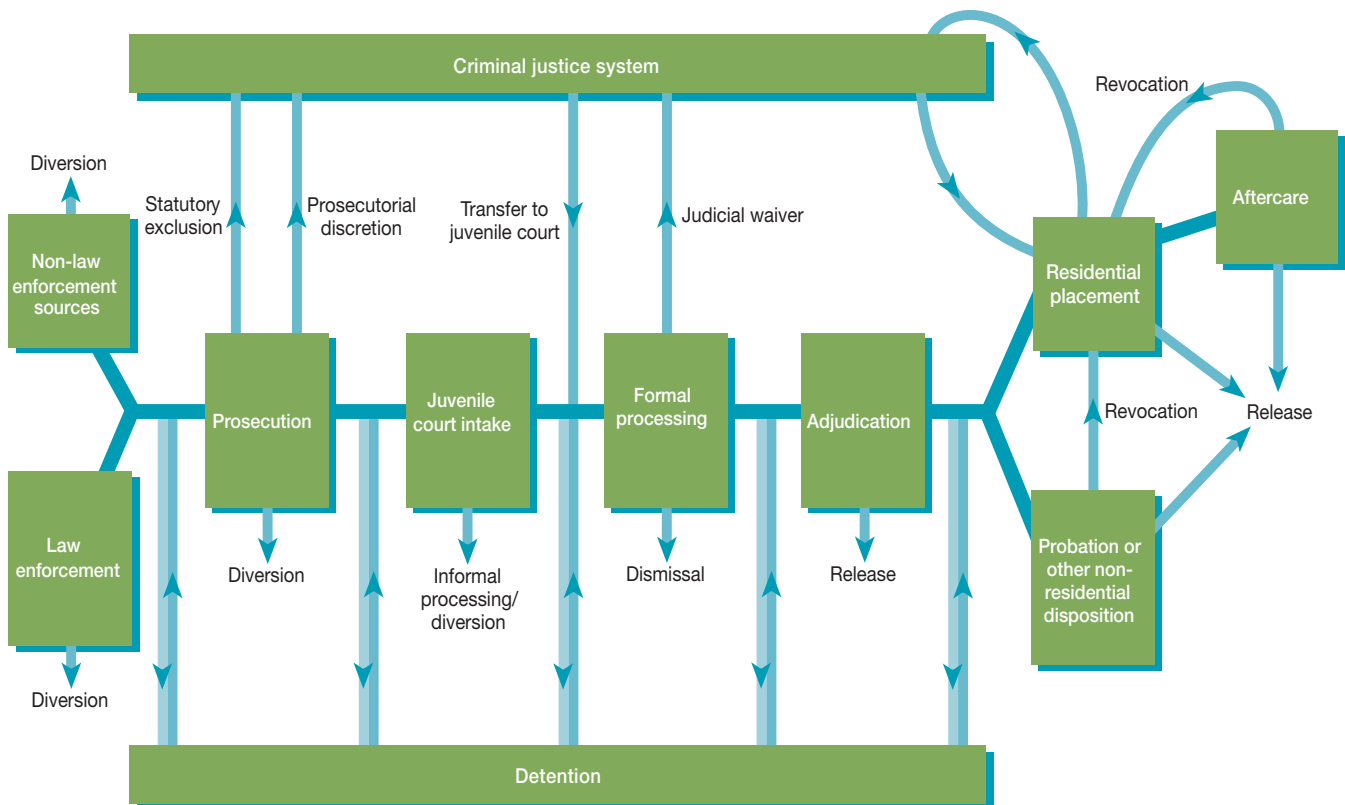 Criminal justice system
Revocation
Diversion
Statutory
exclusion
Prosecutorial
discretion
Transfer to
juvenile court
Judicial waiver
Aftercare
Non-law
enforcement
sources
Residential
placement
Prosecution
Juvenile
court intake
Formal
processing
Adjudication
Revocation
Release
Law
enforcement
Diversion
Informal
processing/
diversion
Dismissal
Release
Probation or
other non-
residential
disposition
Diversion
Detention